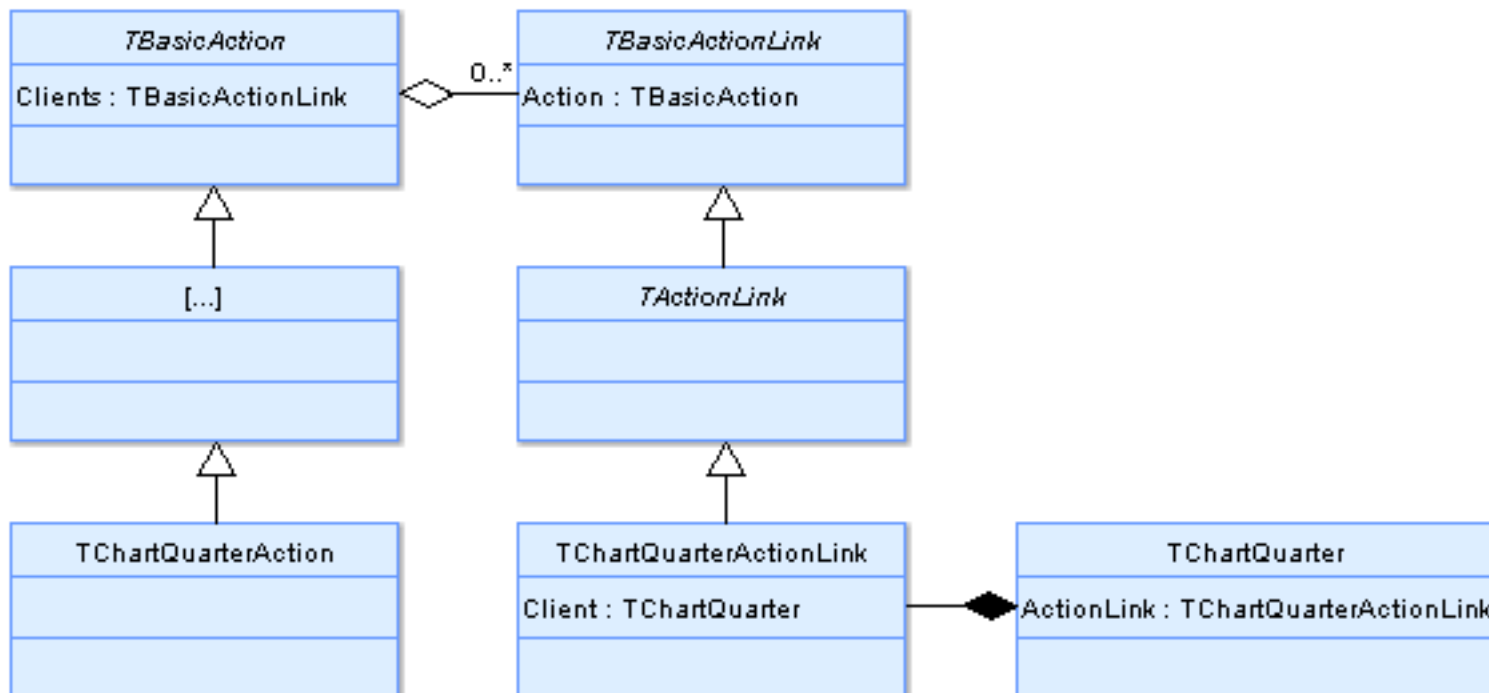 TBasicAction
Clients : TBasicActionLink
0..*
TBasicActionLink
Action : TBasicAction
[...]
TActionLink
TChartQuarterAction
TChartQuarterActionLink
Client : TChartQuarter
TChartQuarter
ActionLink : TChartQuarterActionLink